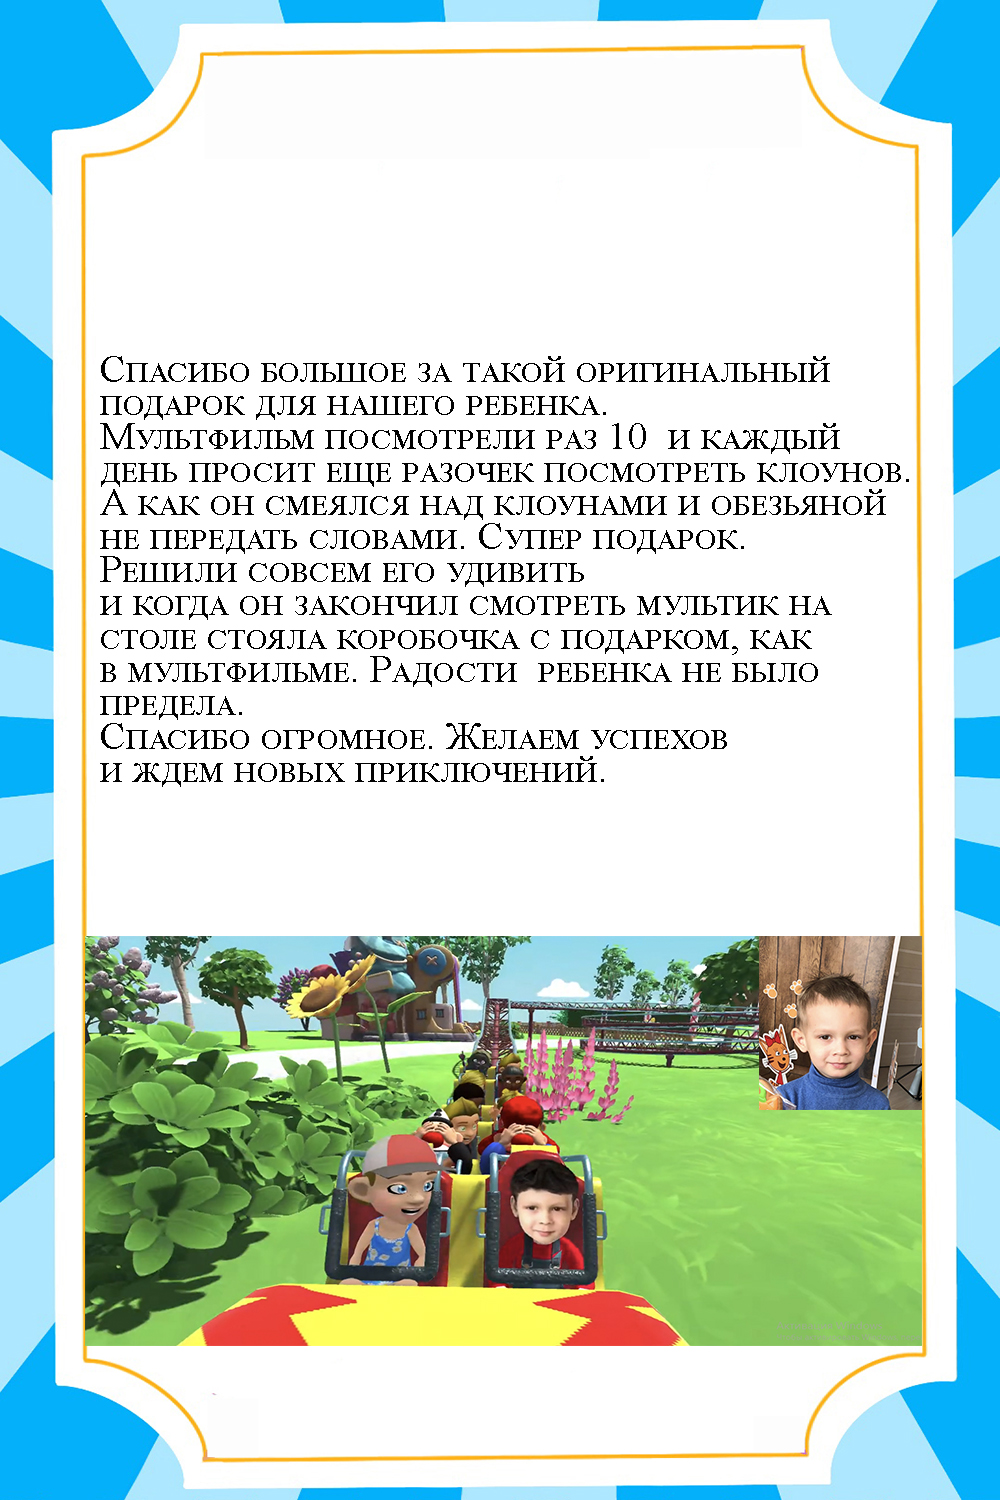 Спасибо большое за такой оригинальный
подарок для нашего ребенка.
Мультфильм посмотрели раз 10  и каждый
день просит еще разочек посмотреть клоунов.
А как он смеялся над клоунами и обезьяной
не передать словами. Супер подарок.
Решили совсем его удивить
и когда он закончил смотреть мультик на
столе стояла коробочка с подарком, как
в мультфильме. Радости  ребенка не было
предела.
Спасибо огромное. Желаем успехов
и ждем новых приключений.